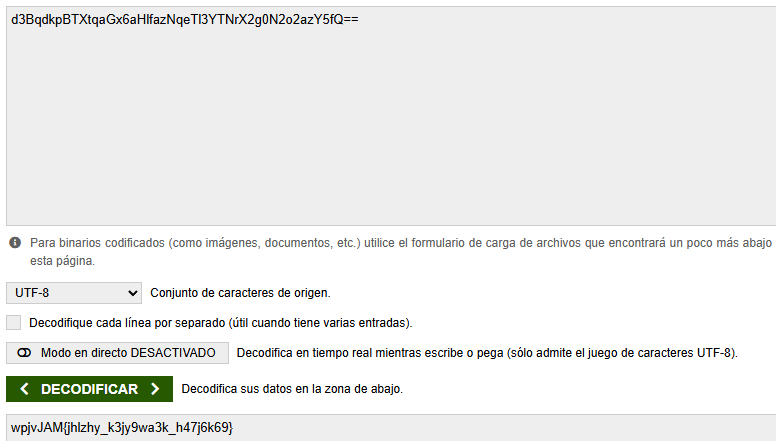 d3BqdkpBTXtqaGx6aHlfazNqeTl3YTNrX2g0N2o2azY5fQ==
Para binarios codificados (como imágenes, documentos, etc.) utilice el formulario de carga de archivos que encontrará un poco más abajo
esta página.
UTF-8 Conjunto de caracteres de origen.
Decodifique cada línea por separado (útil cuando tiene varias entradas).
Modo en directo DESACTIVADO Decodifica en tiempo real mientras escribe o pega (sólo admite el juego de caracteres UTF-8).
DECODIFICAR Decodifica sus datos en la zona de abajo.
wpjvJAM{jhlzhy_k3jy9wa3k_h47j6k69}